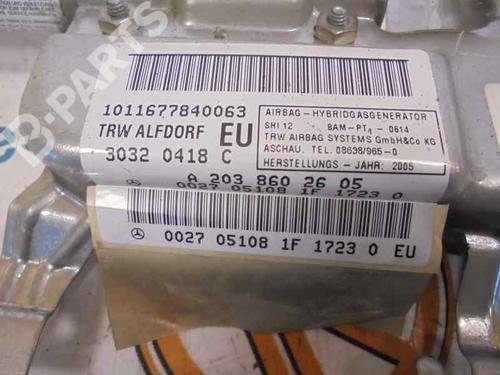 B-PARTS
1011677840063
TRW ALFDORF EU
30320418 C
AIRBAG - HYBRIDGASGENERATOR
SHI 12 BAM-PT1 - 0614
TRW AIRBAG SYSTEMS GmbH&Co KG
ASCHAU. TEL. 08638/965-0
HERSTELLUNGS - JAHR: 2005
A 203 860 26 05
0027 05108 1F 1723 0
0027 05108 1F 1723 0 EU